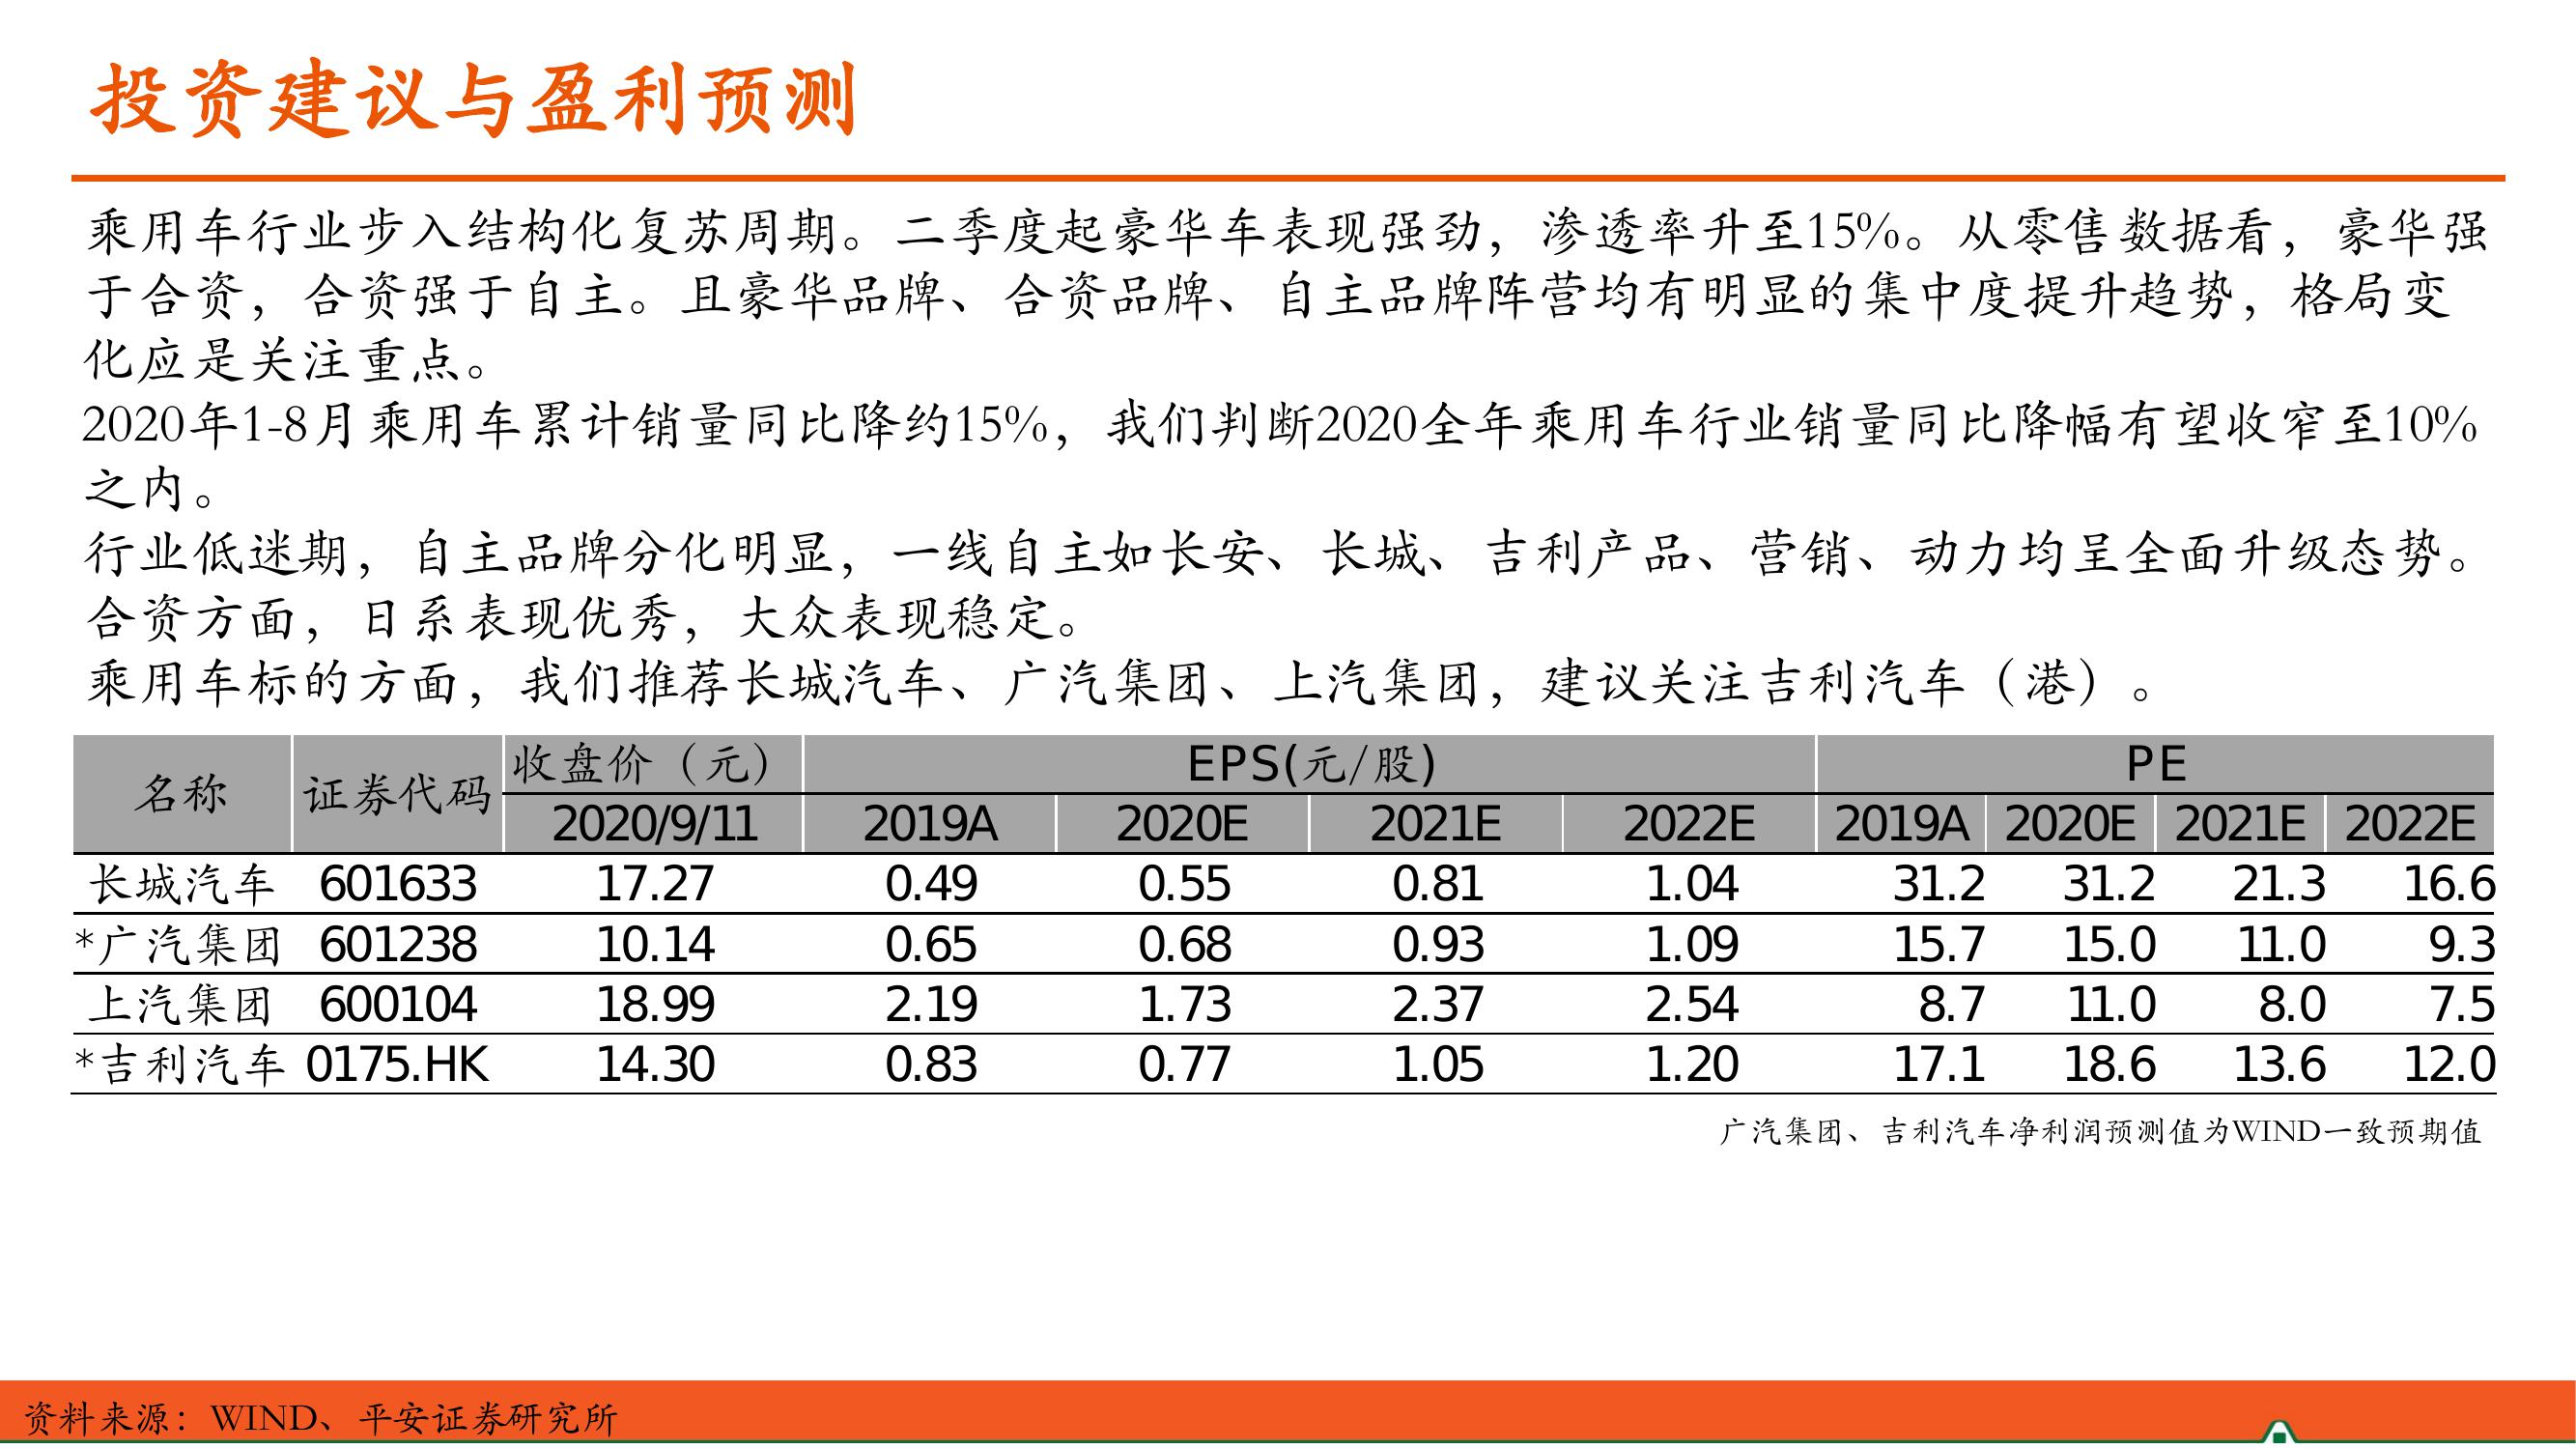 投资建议与盈利预测
乘用车行业步入结构化复苏周期。二季度起豪华车表现强劲，渗透率升至15%。从零售数据看，豪华强
于合资，合资强于自主。且豪华品牌、合资品牌、自主品牌阵营均有明显的集中度提升趋势，格局变
化应是关注重点。
2020年1-8月乘用车累计销量同比降约15%，我们判断2020全年乘用车行业销量同比降幅有望收窄至10%
之内。
行业低迷期，自主品牌分化明显，一线自主如长安、长城、吉利产品、营销、动力均呈全面升级态势。
合资方面，日系表现优秀，大众表现稳定。
乘用车标的方面，我们推荐长城汽车、广汽集团、上汽集团，建议关注吉利汽车（港）。
名称 证券代码 收盘价（元） EPS(元/股) PE
2020/9/11 2019A 2020E 2021E 2022E 2019A 2020E 2021E 2022E
长城汽车 601633 17.27 0.49 0.55 0.81 1.04 31.2 31.2 21.3 16.6
*广汽集团 601238 10.14 0.65 0.68 0.93 1.09 15.7 15.0 11.0 9.3
上汽集团 600104 18.99 2.19 1.73 2.37 2.54 8.7 11.0 8.0 7.5
*吉利汽车 0175.HK 14.30 0.83 0.77 1.05 1.20 17.1 18.6 13.6 12.0
广汽集团、吉利汽车净利润预测值为WIND一致预期值
资料来源：WIND、平安证券研究所